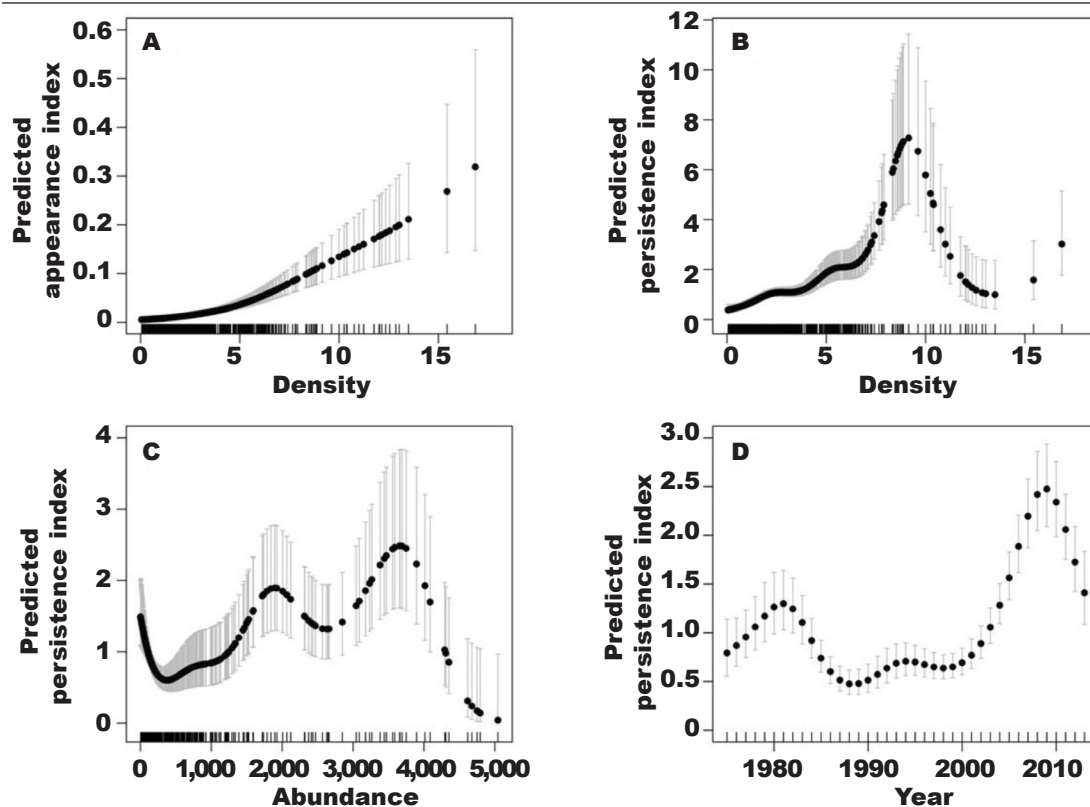 A
Predicted
appearance index
0.6
0.5
0.4
0.3
0.2
0.1
0
0 5 10 15
Density
B
Predicted
persistence index
12
10
8
6
4
2
0
0 5 10 15
Density
C
Predicted
persistence index
4
3
2
1
0
0 1,000 2,000 3,000 4,000 5,000
Abundance
D
Predicted
persistence index
3.0
2.5
2.0
1.5
1.0
0.5
0
1980 1990 2000 2010
Year